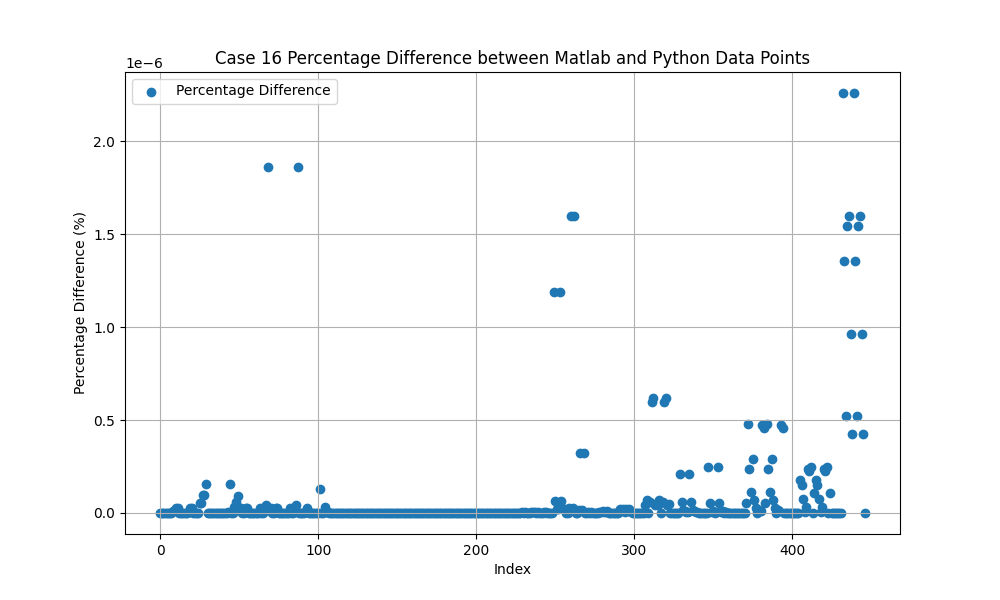 Case 16 Percentage Difference between Matlab and Python Data Points
1e−6
Percentage Difference
2.0
1.5
1.0
0.5
0.0
Percentage Difference (%)
0 100 200 300 400
Index